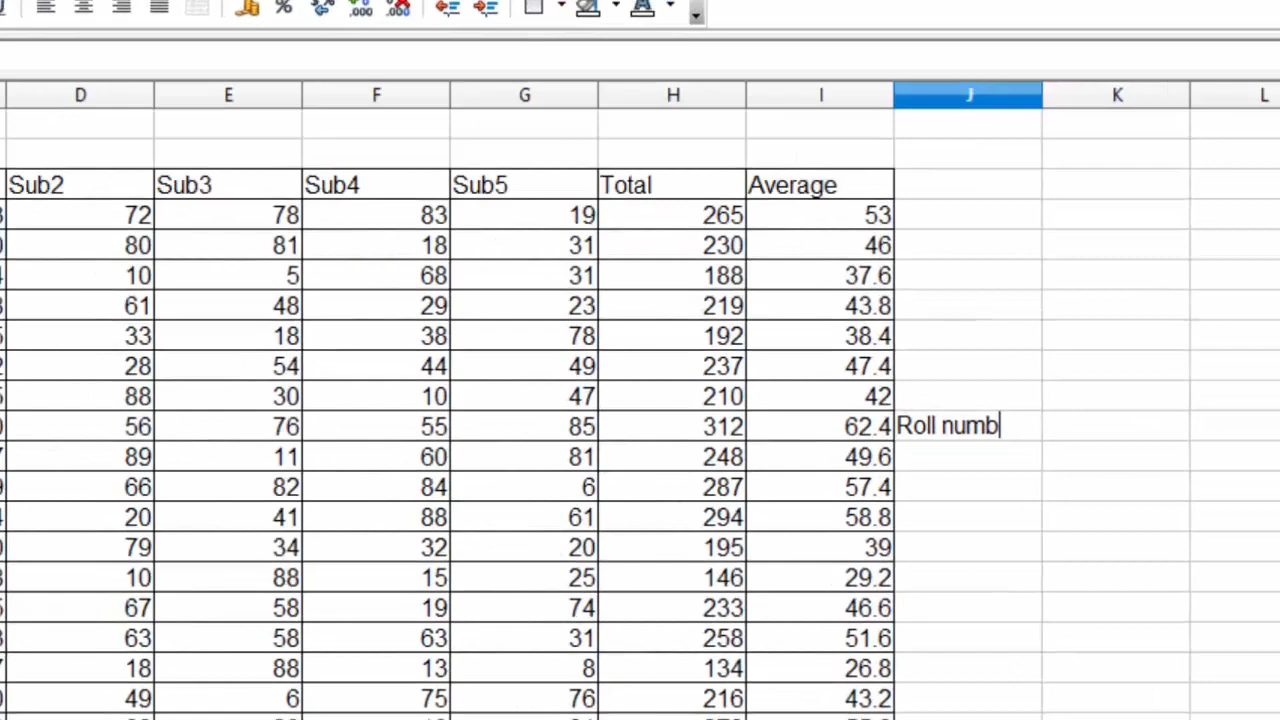 D E F G H I J K L
Sub2 Sub3 Sub4 Sub5 Total Average
72 78 83 19 265 53
80 81 18 31 230 46
10 5 68 31 188 37.6
61 48 29 23 219 43.8
33 18 38 78 192 38.4
28 54 44 49 237 47.4
88 30 10 47 210 42
56 76 55 85 312 62.4 Roll numb
89 11 60 81 248 49.6
66 82 84 6 287 57.4
20 41 88 61 294 58.8
79 34 32 20 195 39
10 88 15 25 146 29.2
67 58 19 74 233 46.6
63 58 63 31 258 51.6
18 88 13 8 134 26.8
49 6 75 76 216 43.2